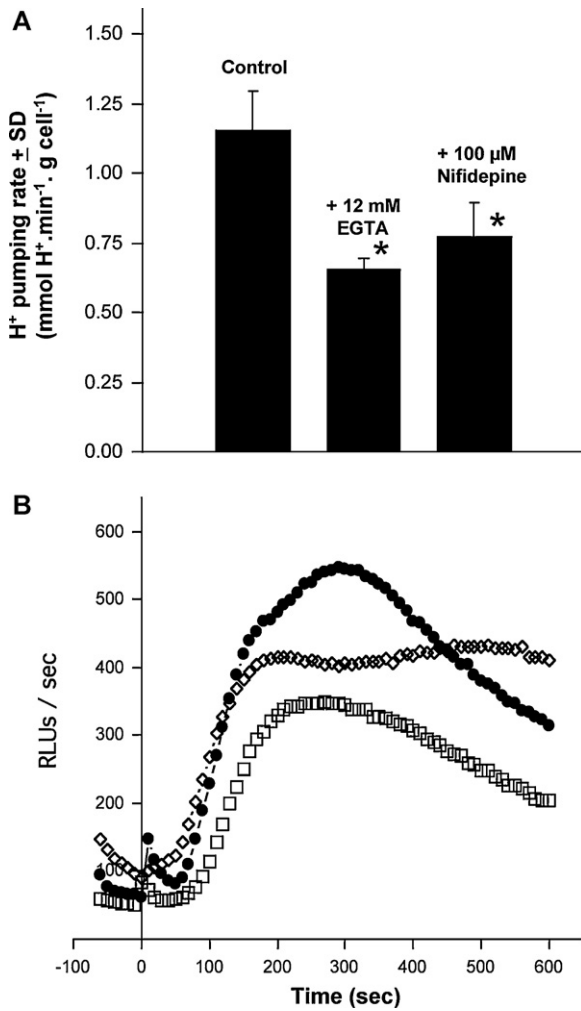 A
H⁺ pumping rate ± SD
(mmol H⁺.min⁻¹. g cell⁻¹)
1.50
1.25
1.00
0.75
0.50
0.25
0.00
Control
+ 12 mM
EGTA
*
+ 100 µM
Nifidepine
*
B
RLUs / sec
600
500
400
300
200
100
-100
0
100
200
300
400
500
600
Time (sec)